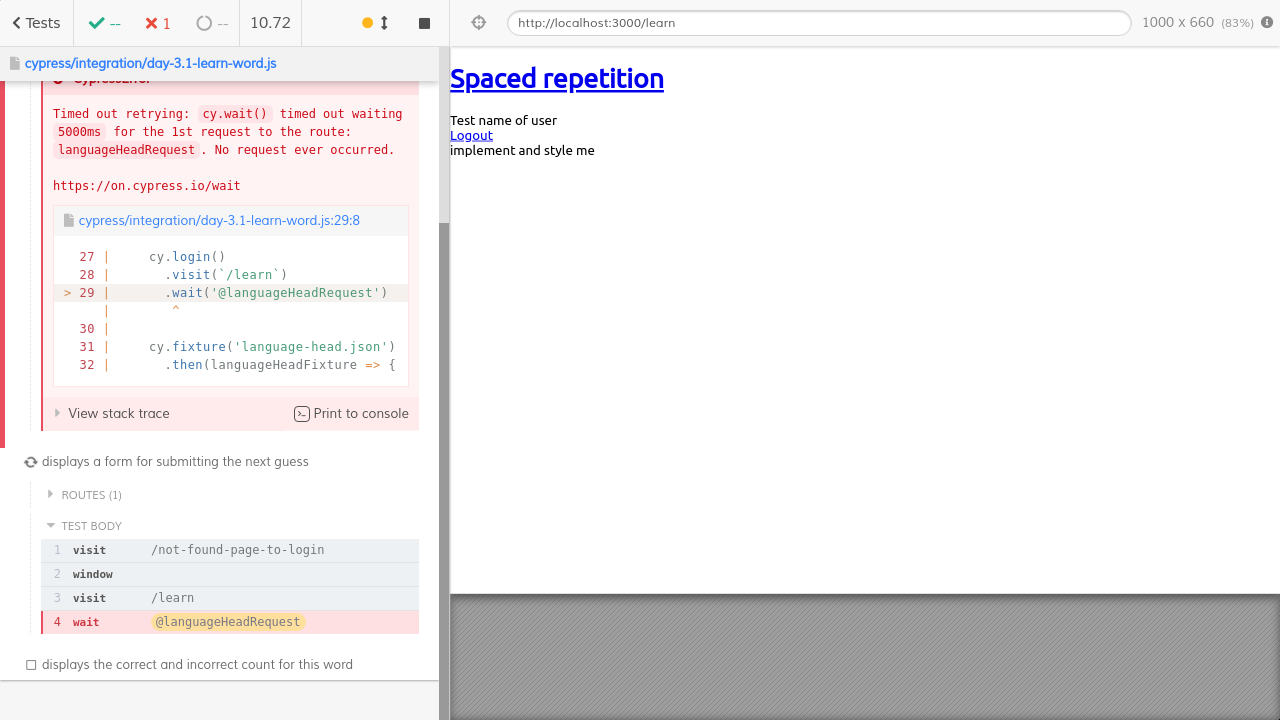 Tests -- 1 -- 10.72
http://localhost:3000/learn
1000 x 660 (83%)
cypress/integration/day-3.1-learn-word.js
CypressError
Timed out retrying: cy.wait() timed out waiting
5000ms for the 1st request to the route:
languageHeadRequest. No request ever occurred.
https://on.cypress.io/wait
cypress/integration/day-3.1-learn-word.js:29:8
27 | cy.login()
28 | .visit(`/learn`)
> 29 | .wait('@languageHeadRequest')
| ^
30 |
31 | cy.fixture('language-head.json')
32 | .then(languageHeadFixture => {
View stack trace
Print to console
displays a form for submitting the next guess
ROUTES (1)
TEST BODY
1 visit /not-found-page-to-login
2 window
3 visit /learn
4 wait @languageHeadRequest
displays the correct and incorrect count for this word
Spaced repetition
Test name of user
Logout
implement and style me